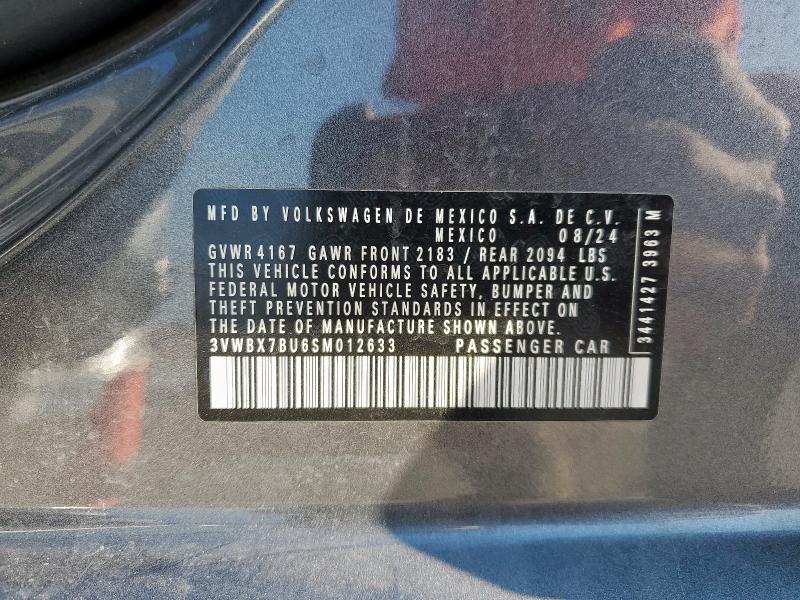 MFD BY VOLKSWAGEN DE MEXICO S.A. DE C.V.
MEXICO 08/24
GVWR 4167 GAWR FRONT 2183 / REAR 2094 LBS
THIS VEHICLE CONFORMS TO ALL APPLICABLE U.S.
FEDERAL MOTOR VEHICLE SAFETY, BUMPER AND
THEFT PREVENTION STANDARDS IN EFFECT ON
THE DATE OF MANUFACTURE SHOWN ABOVE.
3VWBX7BU6SM012633 PASSENGER CAR
3441427 3963 M